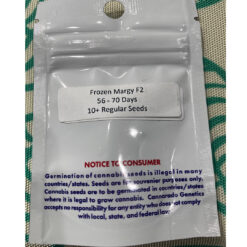 Frozen Margy F2
56 - 70 Days
10+ Regular Seeds
NOTICE TO CONSUMER
Germination of cannabis seeds is illegal in many
countries/states. Seeds are for souvenier purposes only.
Cannabis seeds are to be germinated in countries/states
where it is legal to grow cannabis. Cannarado Genetics
accepts no responsibility for any entity who does not comply
with local, state, and federal law.